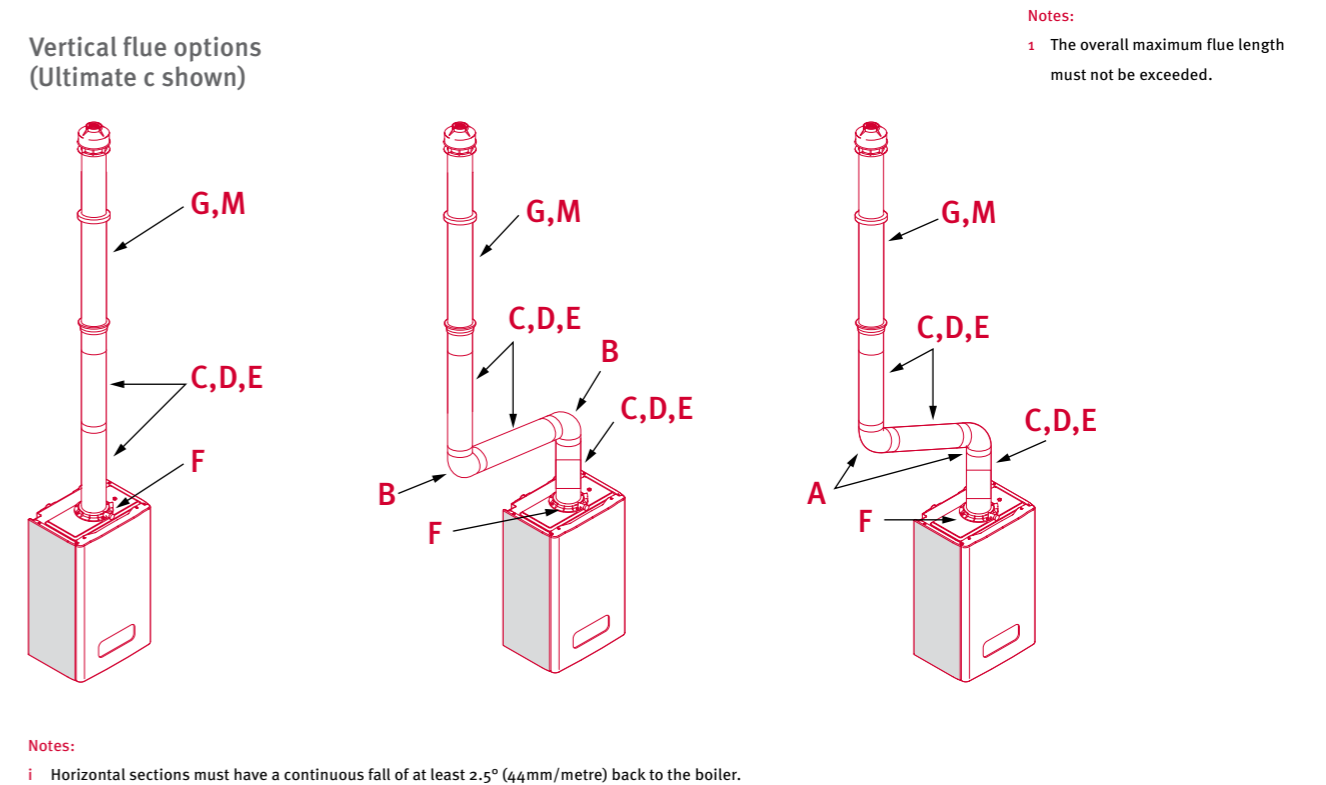 Vertical flue options
(Ultimate c shown)
Notes:
1 The overall maximum flue length
must not be exceeded.
G,M
C,D,E
F
G,M
C,D,E
B
C,D,E
B
F
G,M
C,D,E
C,D,E
A
F
Notes:
i Horizontal sections must have a continuous fall of at least 2.5° (44mm/metre) back to the boiler.